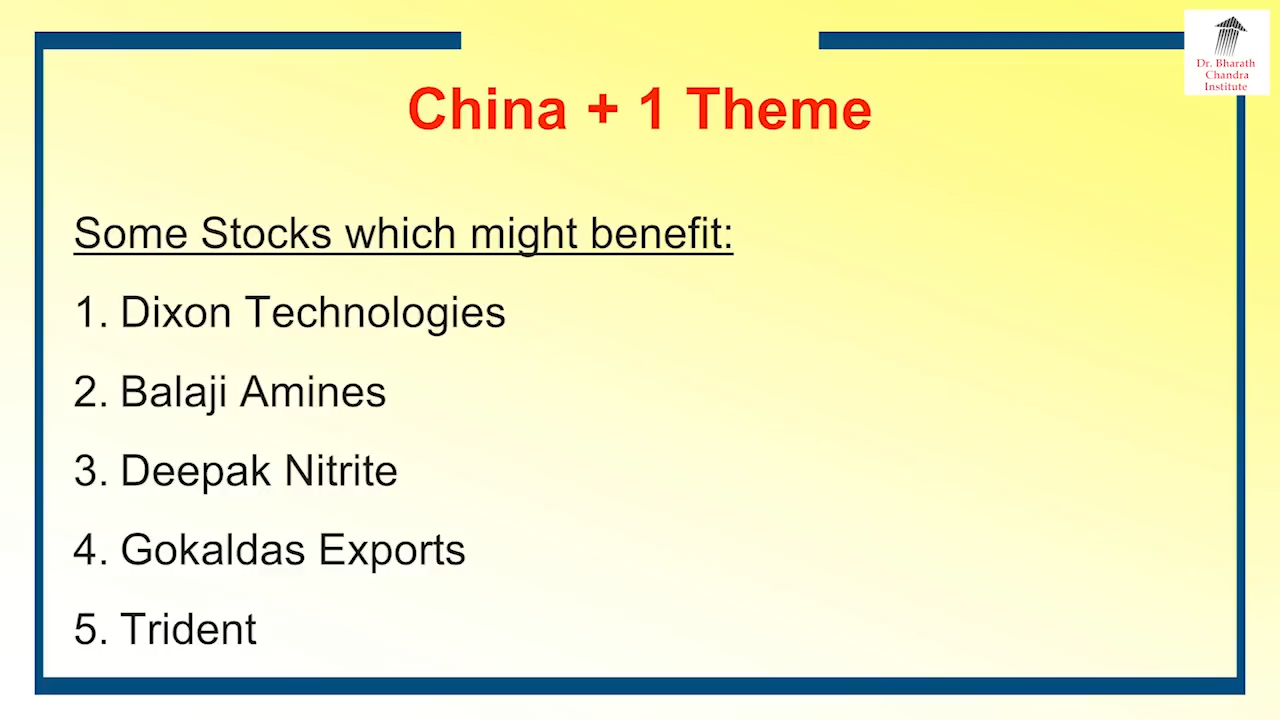 Dr. Bharath
Chandra
Institute
China + 1 Theme
Some Stocks which might benefit:
1. Dixon Technologies
2. Balaji Amines
3. Deepak Nitrite
4. Gokaldas Exports
5. Trident